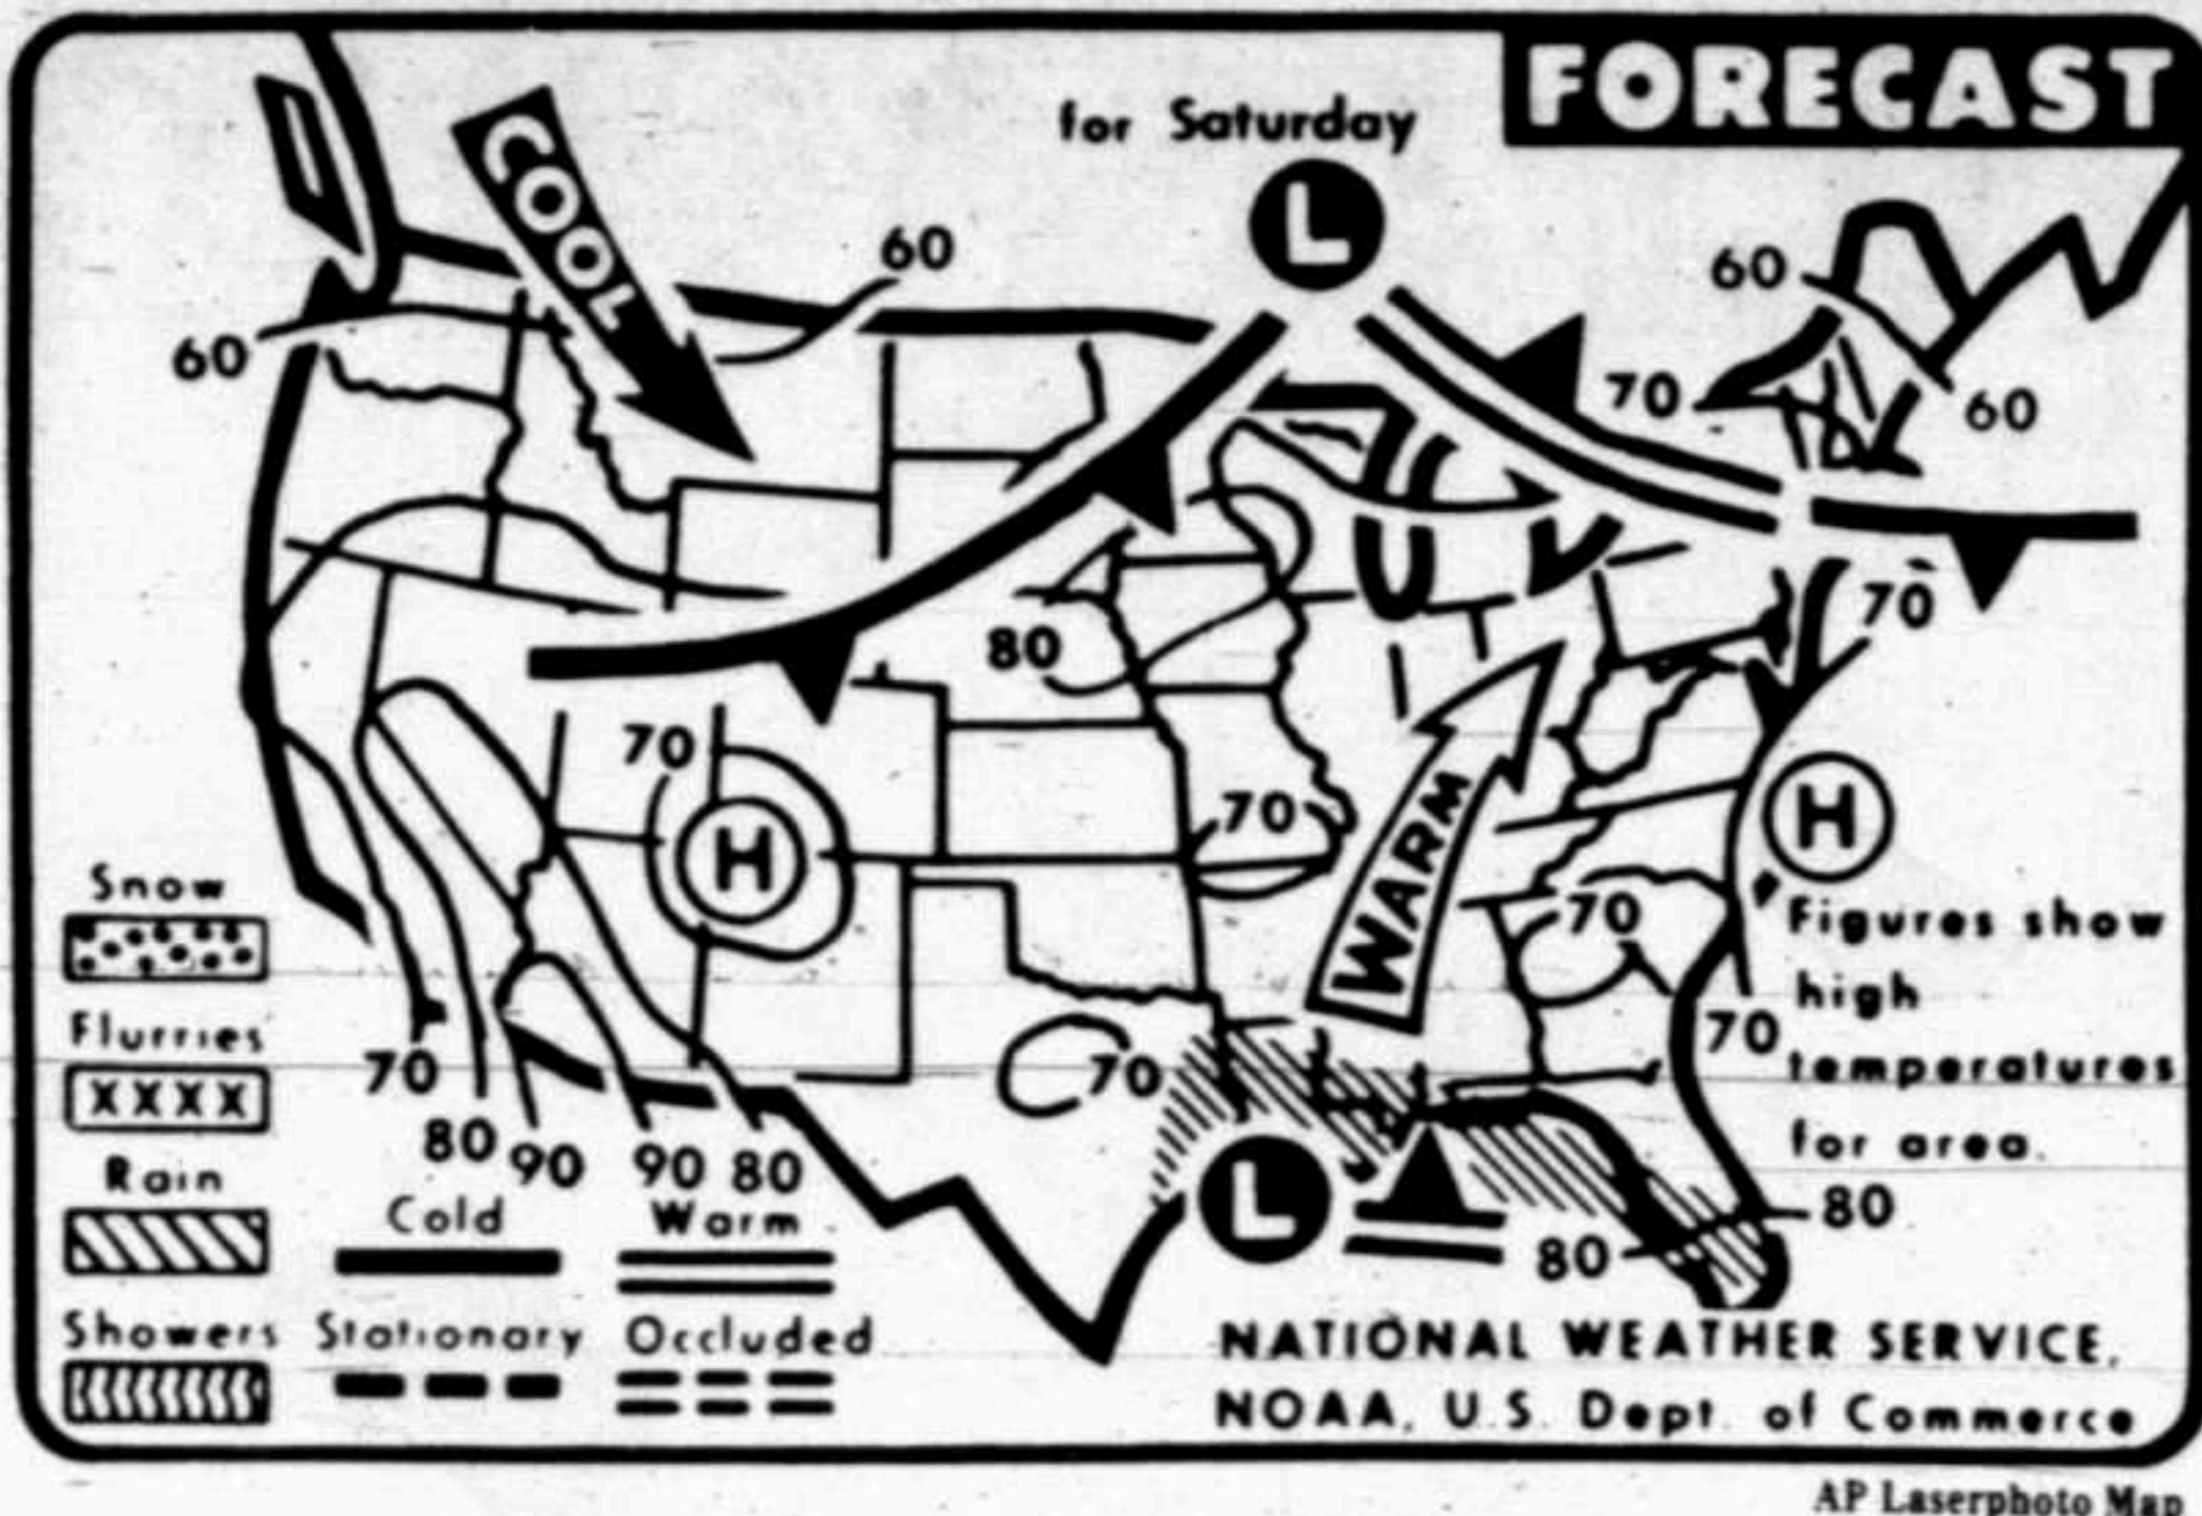 FORECAST
for Saturday
L
COOL
60
60
60
70
60
70
80
70
H
70
WARM
H
70
Figures show
high
temperatures
for area.
70
70
70
80
90
90
80
L
80
80
Snow
Flurries
XXXX
Rain
Showers
Cold
Warm
Stationary
Occluded
NATIONAL WEATHER SERVICE,
NOAA, U.S. Dept. of Commerce
AP Laserphoto Map